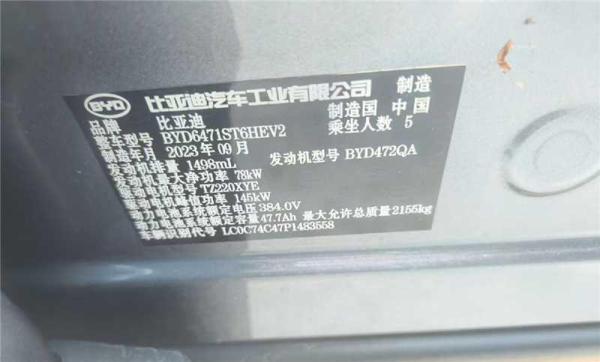 BYD 比亚迪汽车工业有限公司 制造
品牌 比亚迪 制造国 中国
整车型号 BYD6471ST6HEV2 乘坐人数 5
制造年月 2023年09月
发动机排量 1498mL 发动机型号 BYD472QA
发动机最大净功率 78kW
驱动电机型号 TZ220XYE
驱动电机峰值功率 145kW
动力电池系统额定电压 384.0V
动力电池系统额定容量 47.7Ah 最大允许总质量 2155kg
车辆识别代号 LC0C74C47P1483558